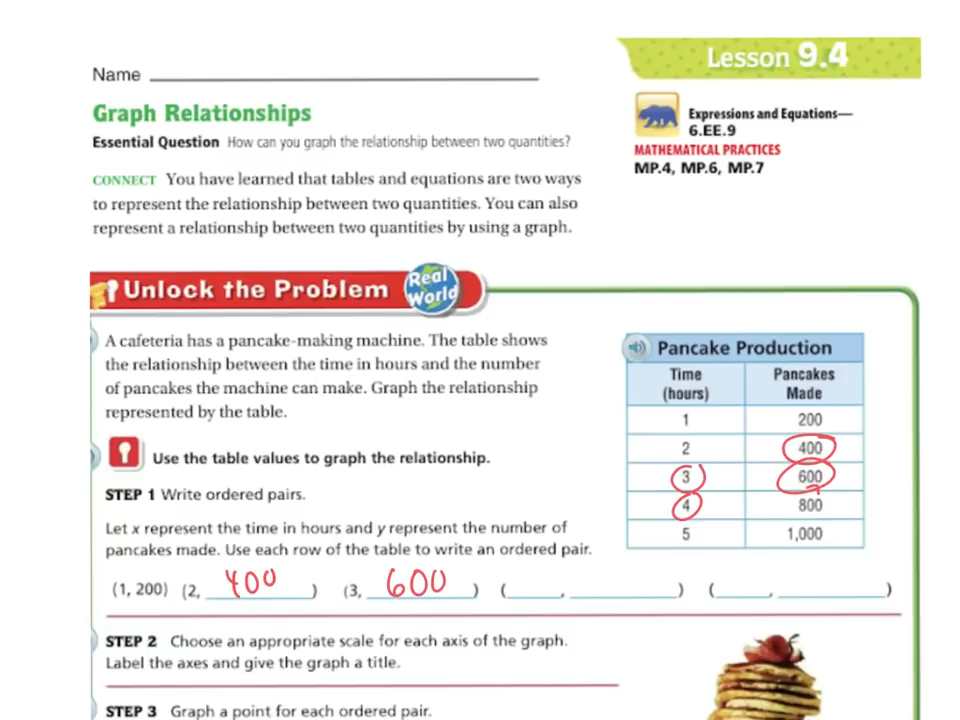 Lesson 9.4
Name
Graph Relationships
Essential Question How can you graph the relationship between two quantities?
Expressions and Equations—
6.EE.9
MATHEMATICAL PRACTICES
MP.4, MP.6, MP.7
CONNECT You have learned that tables and equations are two ways
to represent the relationship between two quantities. You can also
represent a relationship between two quantities by using a graph.
Unlock the Problem Real World
A cafeteria has a pancake-making machine. The table shows
the relationship between the time in hours and the number
of pancakes the machine can make. Graph the relationship
represented by the table.
Pancake Production
Time (hours) Pancakes Made
1 200
2 400
3 600
4 800
5 1,000
Use the table values to graph the relationship.
STEP 1 Write ordered pairs.
Let x represent the time in hours and y represent the number of
pancakes made. Use each row of the table to write an ordered pair.
(1, 200) (2, 400) (3, 600) ( , ) ( , )
STEP 2 Choose an appropriate scale for each axis of the graph.
Label the axes and give the graph a title.
STEP 3 Graph a point for each ordered pair.